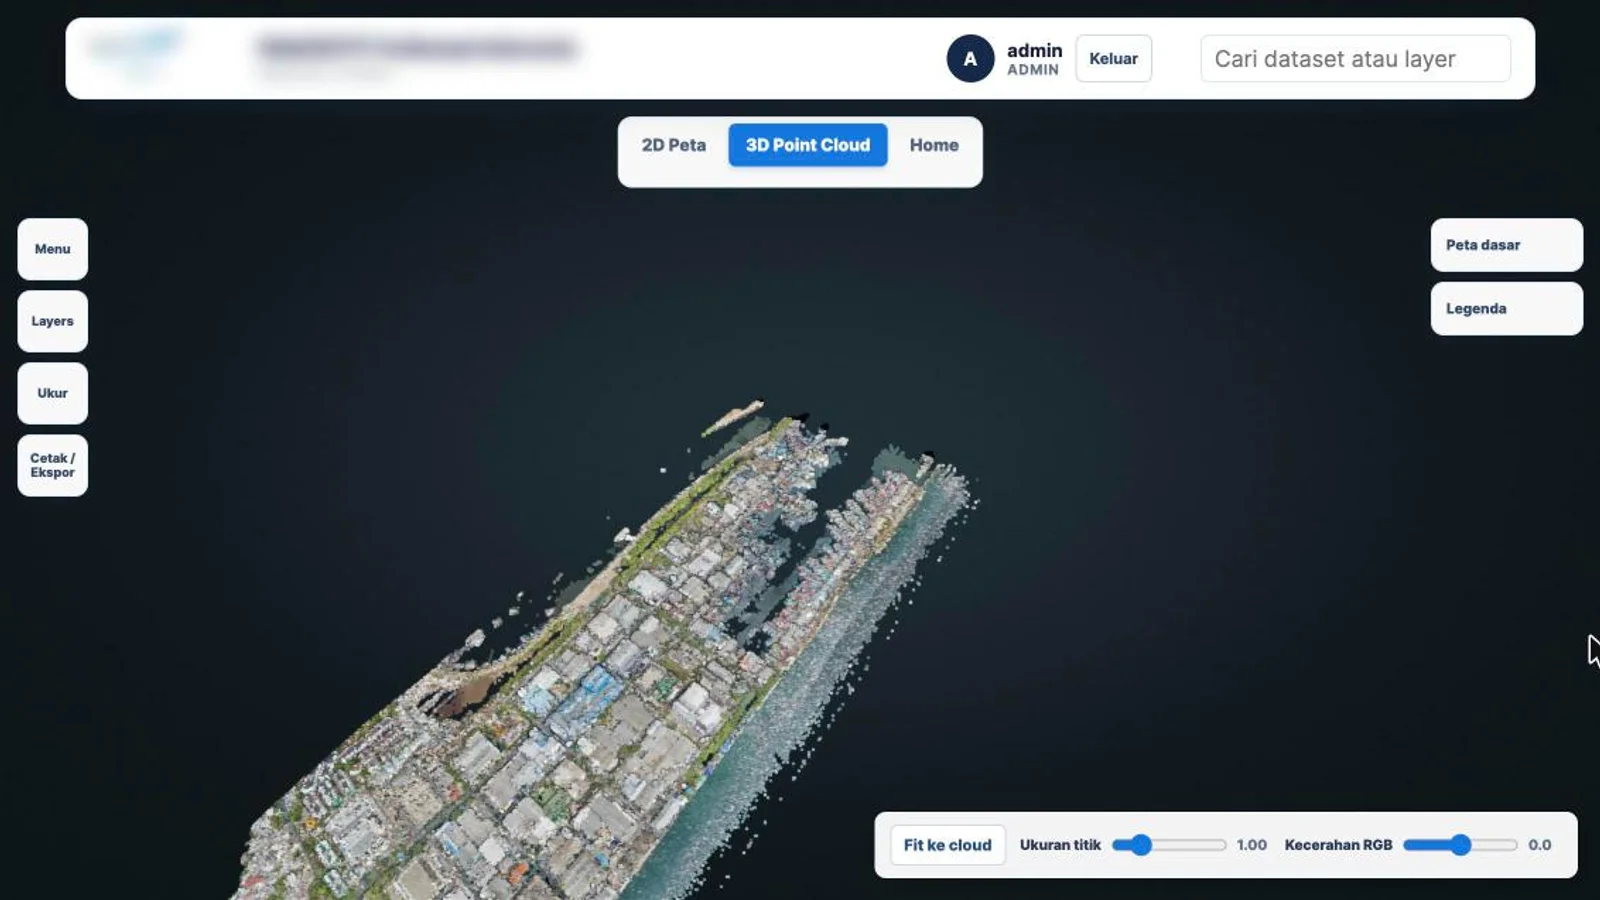 A
admin
ADMIN
Keluar
Cari dataset atau layer
2D Peta
3D Point Cloud
Home
Menu
Layers
Ukur
Cetak /
Ekspor
Peta dasar
Legenda
Fit ke cloud
Ukuran titik
1.00
Kecerahan RGB
0.0